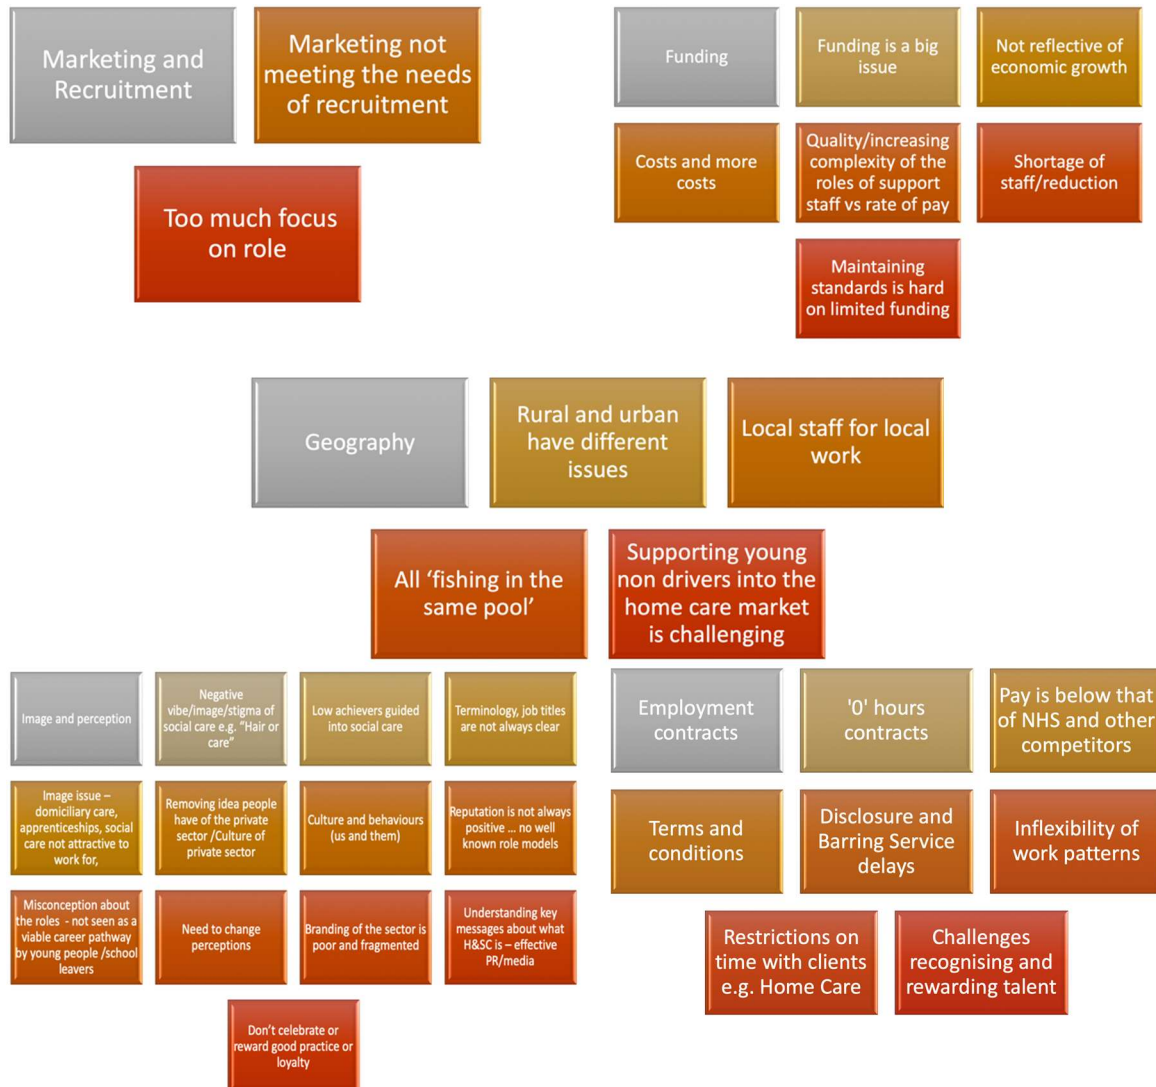 Marketing and
Recruitment
Marketing not
meeting the needs
of recruitment
Too much focus
on role
Funding
Funding is a big
issue
Not reflective of
economic growth
Costs and more
costs
Quality/increasing
complexity of the
roles of support
staff vs rate of pay
Shortage of
staff/reduction
Maintaining
standards is hard
on limited funding
Geography
Rural and urban
have different
issues
Local staff for local
work
All ‘fishing in the
same pool’
Supporting young
non drivers into the
home care market
is challenging
Image and perception
Negative
vibe/image/stigma of
social care e.g. “Hair or
care”
Low achievers guided
into social care
Terminology, job titles
are not always clear
Image issue –
domiciliary care,
apprenticeships, social
care not attractive to
work for,
Removing idea people
have of the private
sector /Culture of
private sector
Culture and behaviours
(us and them)
Reputation is not always
positive ... no well
known role models
Misconception about
the roles - not seen as a
viable career pathway
by young people /school
leavers
Need to change
perceptions
Branding of the sector is
poor and fragmented
Understanding key
messages about what
H&SC is – effective
PR/media
Don’t celebrate or
reward good practice or
loyalty
Employment
contracts
'0' hours
contracts
Pay is below that
of NHS and other
competitors
Terms and
conditions
Disclosure and
Barring Service
delays
Inflexibility of
work patterns
Restrictions on
time with clients
e.g. Home Care
Challenges
recognising and
rewarding talent